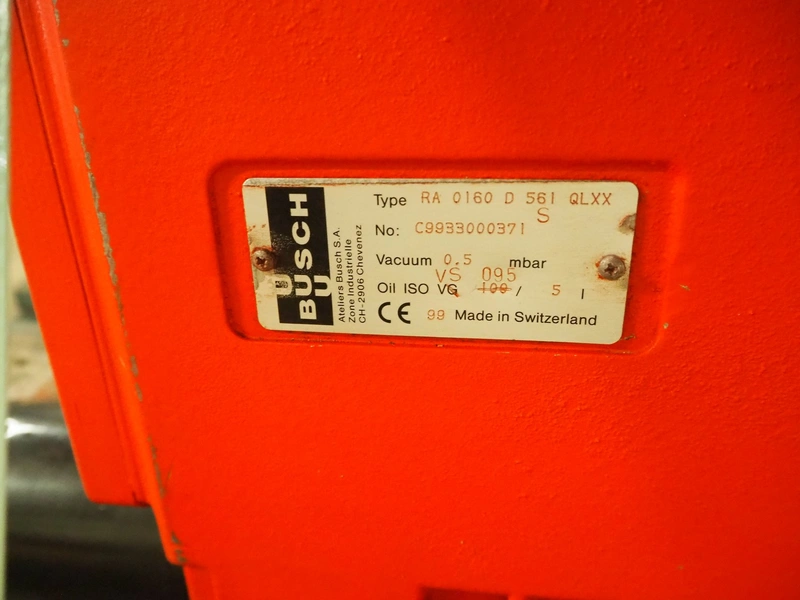 BUSCH
Ateliers Busch S.A.
Zone Industrielle
CH-2906 Chevenez
Type RA 0160 D 561 QLXX
S
No: C9933000371
Vacuum 0.5 mbar
VS 095
Oil ISO VG 100 / 5 l
CE 99 Made in Switzerland